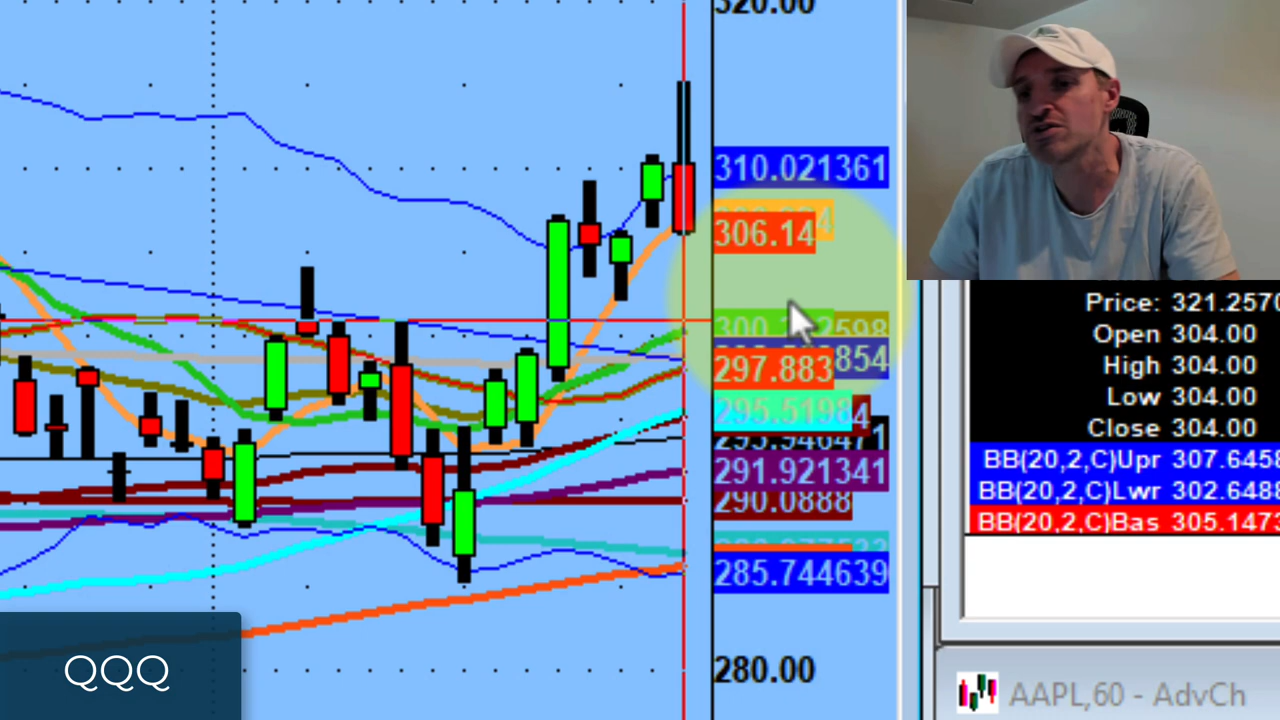 320.00
310.021361
306.14
297.883
291.921341
290.0888
285.744639
280.00
Price: 321.2570
Open 304.00
High 304.00
Low 304.00
Close 304.00
BB(20,2,C)Upr 307.6458
BB(20,2,C)Lwr 302.6488
BB(20,2,C)Bas 305.1473
QQQ
AAPL,60 - AdvCh